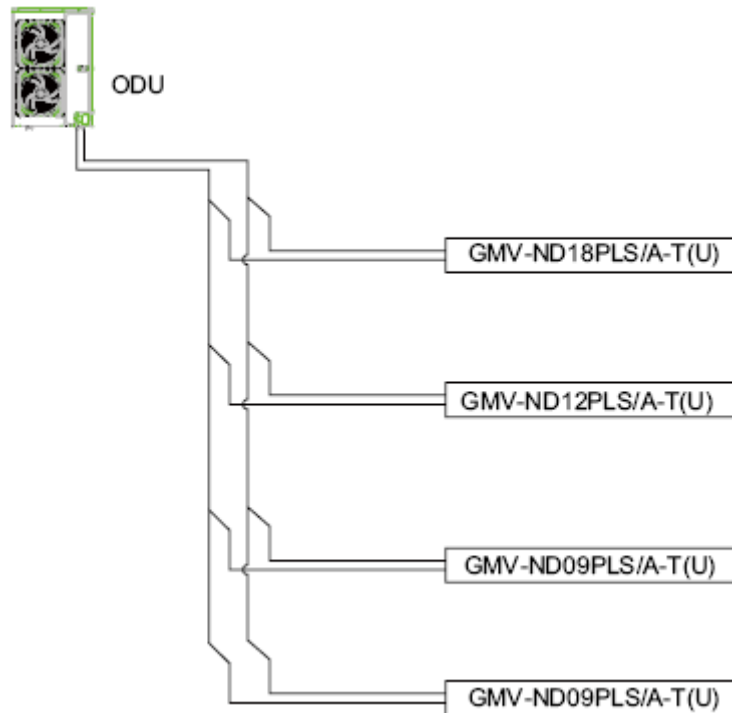 ODU
GMV-ND18PLS/A-T(U)
GMV-ND12PLS/A-T(U)
GMV-ND09PLS/A-T(U)
GMV-ND09PLS/A-T(U)